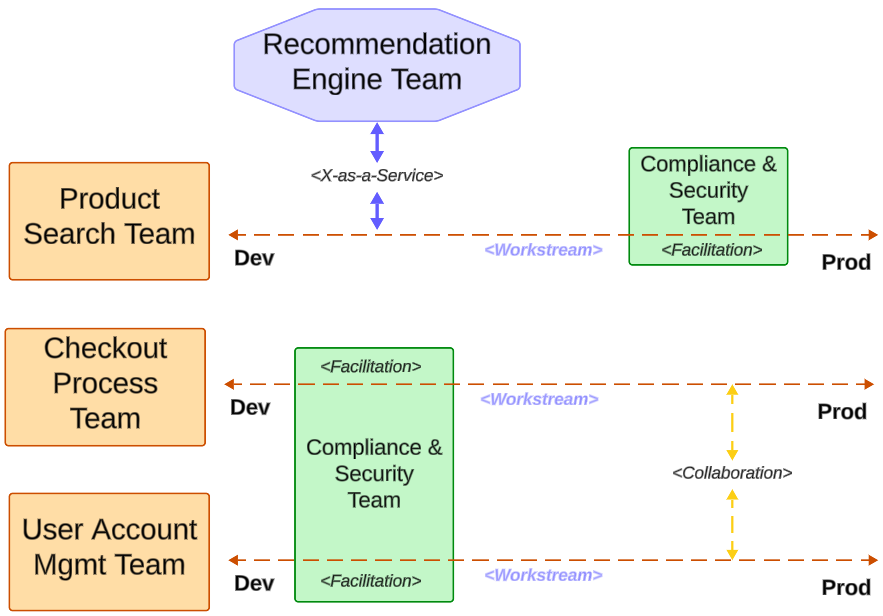 Recommendation
Engine Team
<X-as-a-Service>
Product
Search Team
Compliance &
Security
Team
<Facilitation>
<Workstream>
Dev
Prod
Checkout
Process
Team
<Facilitation>
<Workstream>
Dev
Prod
Compliance &
Security
Team
<Collaboration>
User Account
Mgmt Team
<Facilitation>
<Workstream>
Dev
Prod